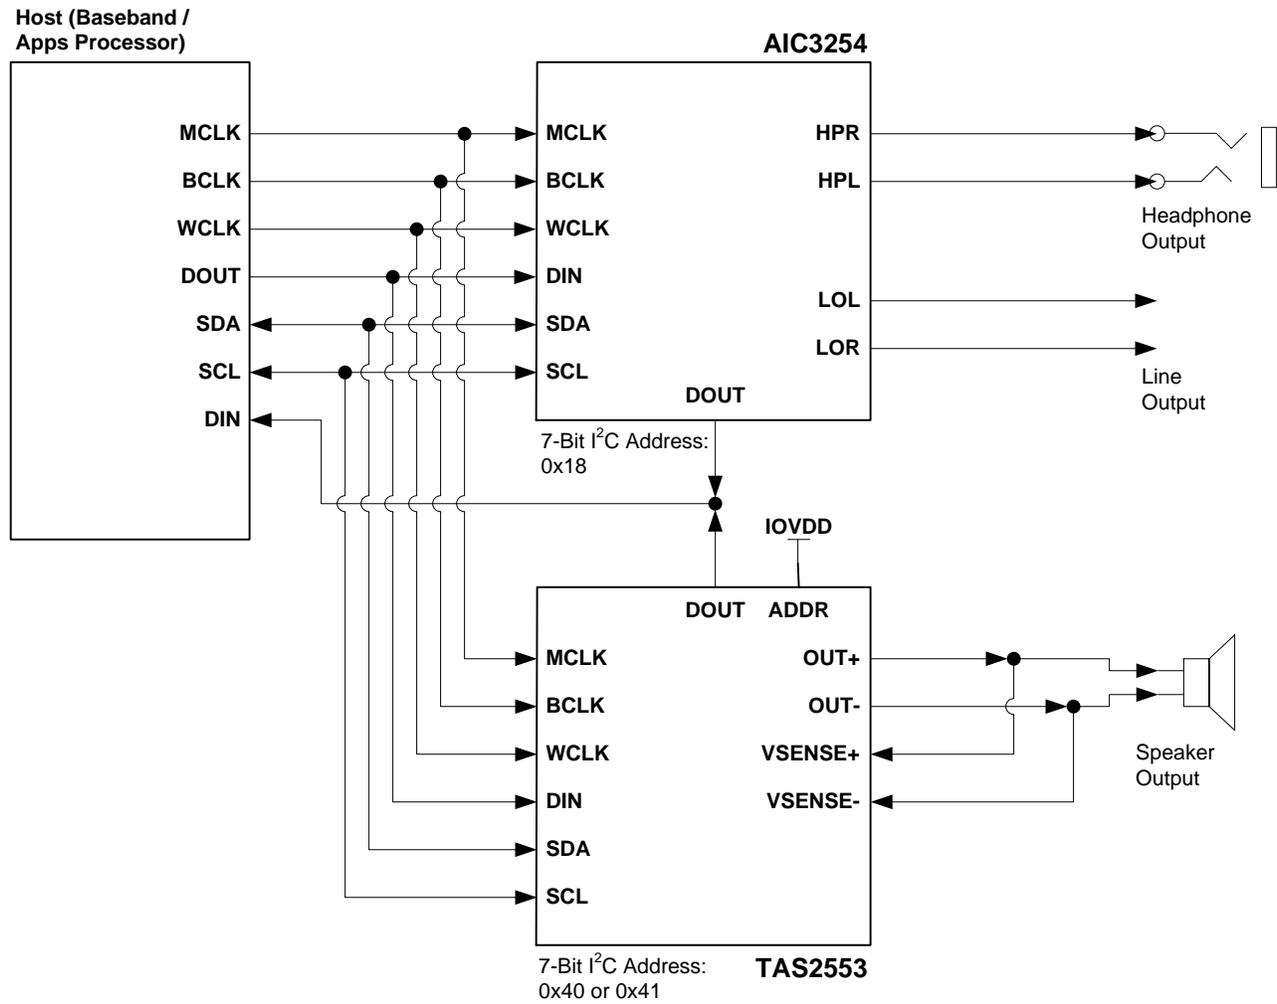 Host (Baseband /
Apps Processor)
MCLK
BCLK
WCLK
DOUT
SDA
SCL
DIN
AIC3254
MCLK
BCLK
WCLK
DIN
SDA
SCL
HPR
HPL
LOL
LOR
DOUT
7-Bit I²C Address:
0x18
Headphone
Output
Line
Output
IOVDD
DOUT
ADDR
MCLK
BCLK
WCLK
DIN
SDA
SCL
OUT+
OUT-
VSENSE+
VSENSE-
Speaker
Output
7-Bit I²C Address:
0x40 or 0x41
TAS2553